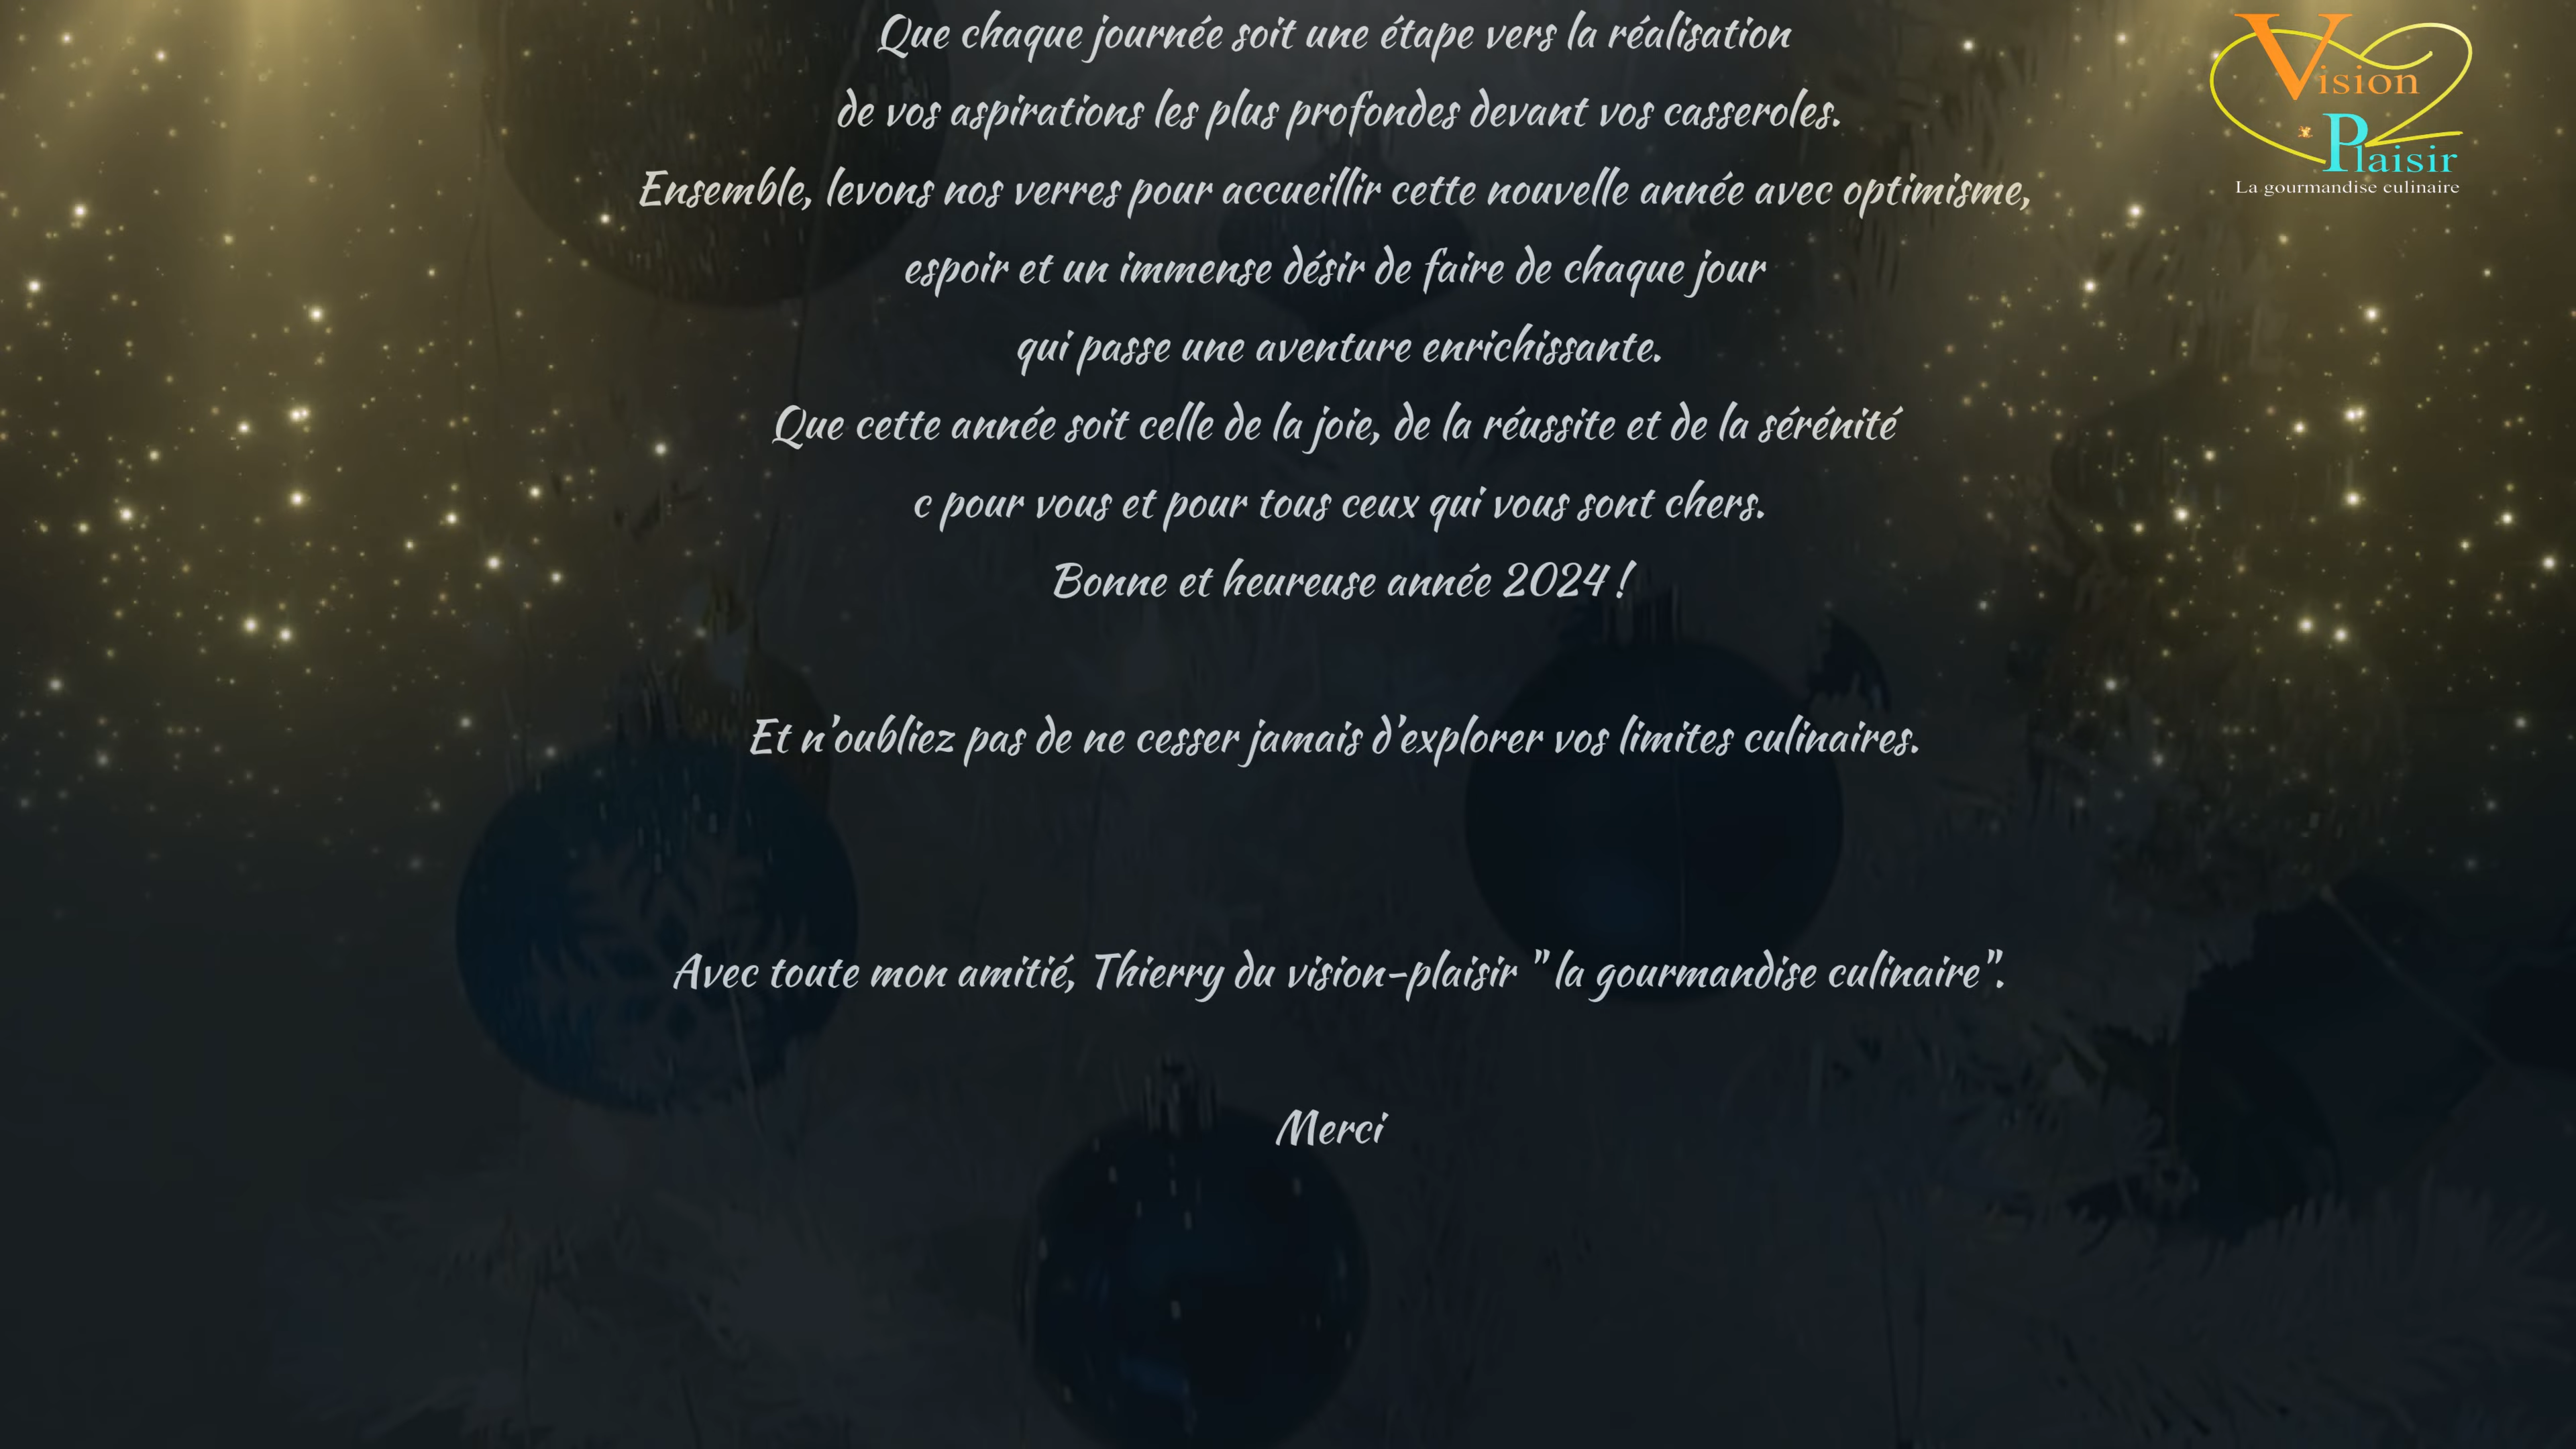 Que chaque journée soit une étape vers la réalisation
de vos aspirations les plus profondes devant vos casseroles.
Ensemble, levons nos verres pour accueillir cette nouvelle année avec optimisme,
espoir et un immense désir de faire de chaque jour
qui passe une aventure enrichissante.
Que cette année soit celle de la joie, de la réussite et de la sérénité
c pour vous et pour tous ceux qui vous sont chers.
Bonne et heureuse année 2024 !
Et n'oubliez pas de ne cesser jamais d'explorer vos limites culinaires.
Avec toute mon amitié, Thierry du vision-plaisir " la gourmandise culinaire".
Merci
Vision
Plaisir
La gourmandise culinaire